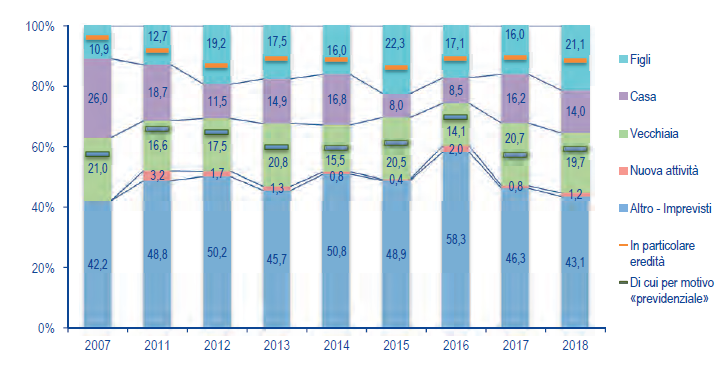 100%
80%
60%
40%
20%
0%
10,9 12,7 19,2 17,5 16,0 22,3 17,1 16,0 21,1
26,0 18,7 11,5 14,9 16,8 8,0 8,5 16,2 14,0
21,0 16,6 17,5 20,8 15,5 20,5 14,1 20,7 19,7
3,2 1,7 1,3 0,8 0,4 2,0 0,8 1,2
42,2 48,8 50,2 45,7 50,8 48,9 58,3 46,3 43,1
2007 2011 2012 2013 2014 2015 2016 2017 2018
Figli
Casa
Vecchiaia
Nuova attività
Altro - Imprevisti
In particolare
eredità
Di cui per motivo
«previdenziale»